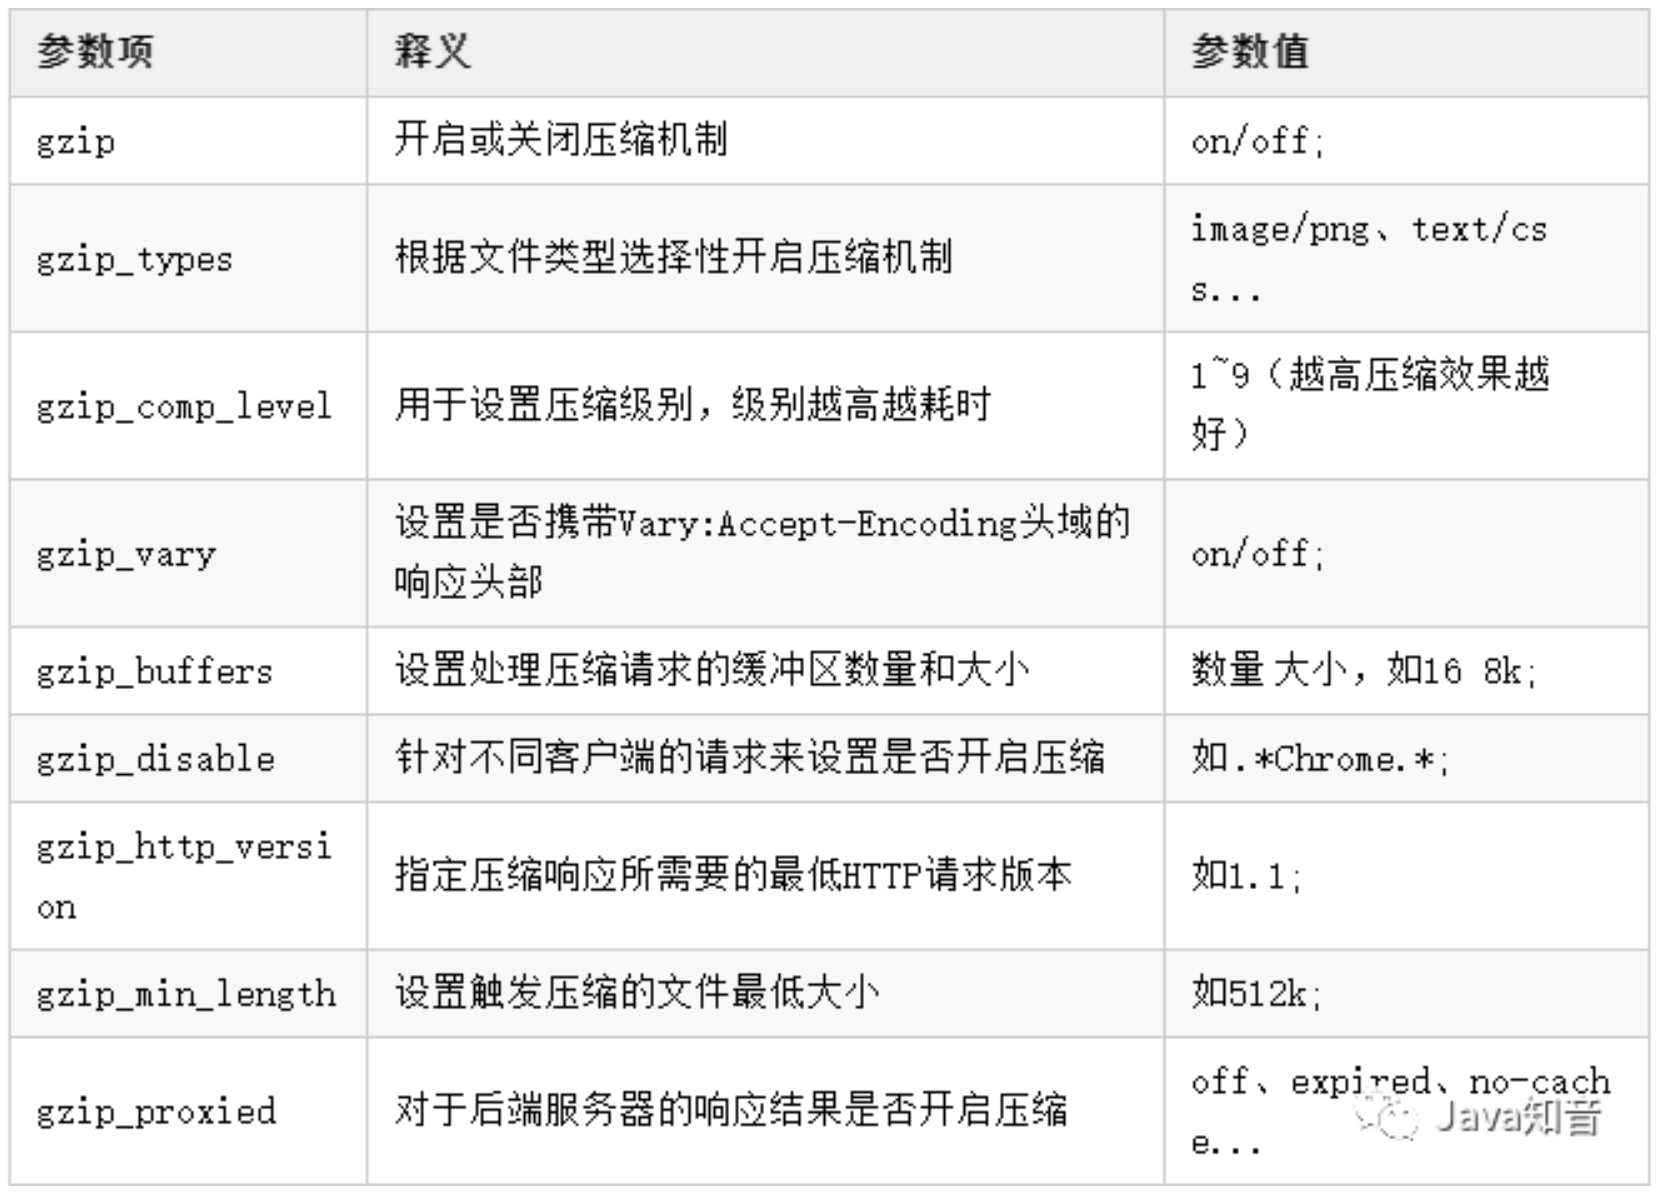 参数项 释义 参数值
gzip 开启或关闭压缩机制 on/off;
gzip_types 根据文件类型选择性开启压缩机制 image/png、text/cs
s...
gzip_comp_level 用于设置压缩级别，级别越高越耗时 1~9（越高压缩效果越
好）
gzip_vary 设置是否携带Vary:Accept-Encoding头域的
响应头部 on/off;
gzip_buffers 设置处理压缩请求的缓冲区数量和大小 数量 大小，如16 8k;
gzip_disable 针对不同客户端的请求来设置是否开启压缩 如.*Chrome.*;
gzip_http_versi
on 指定压缩响应所需要的最低HTTP请求版本 如1.1;
gzip_min_length 设置触发压缩的文件最低大小 如512k;
gzip_proxied 对于后端服务器的响应结果是否开启压缩 off、expired、no-cach
e...
Java知音